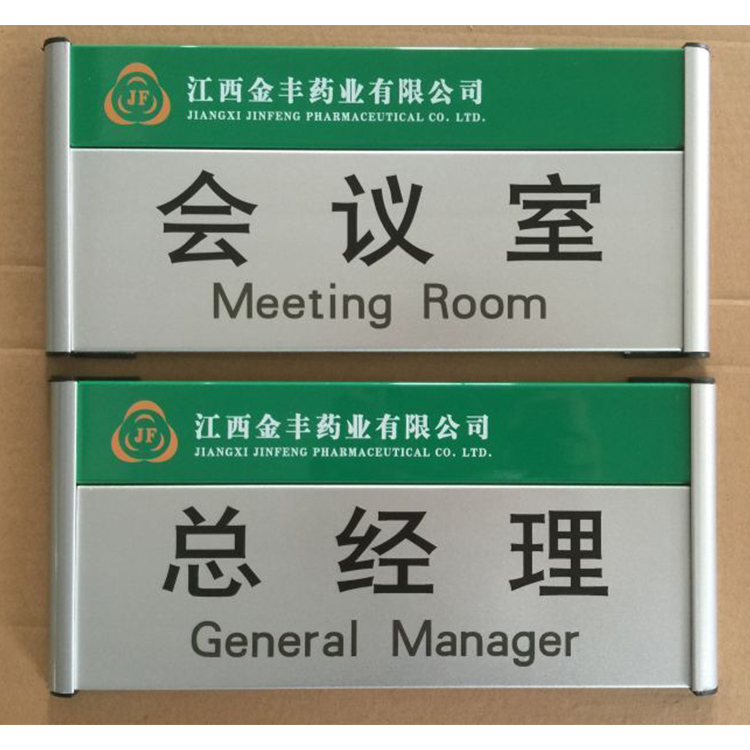 JF
江西金丰药业有限公司
JIANGXI JINFENG PHARMACEUTICAL CO. LTD.
会议室
Meeting Room
JF
江西金丰药业有限公司
JIANGXI JINFENG PHARMACEUTICAL CO. LTD.
总经理
General Manager